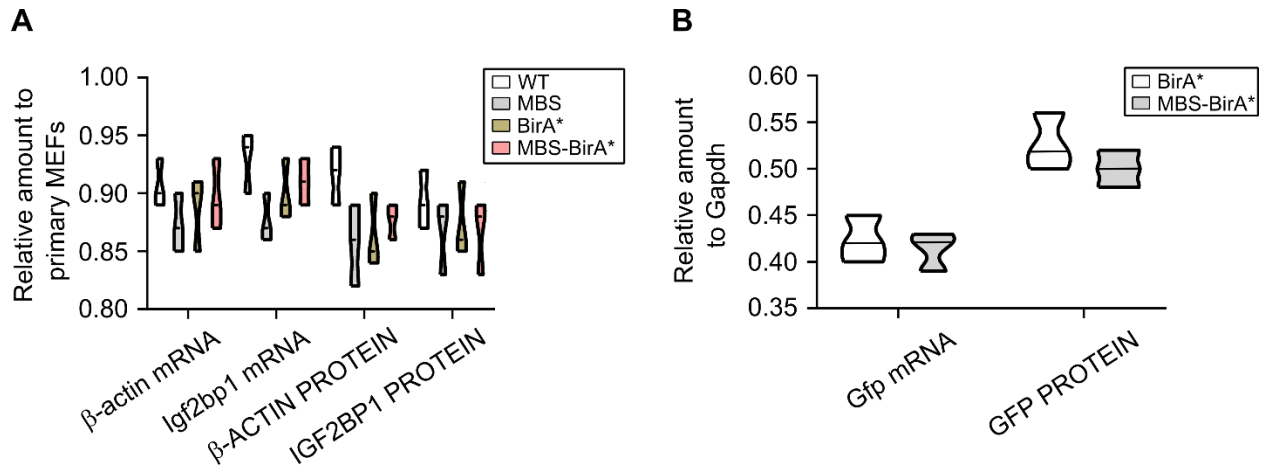 A
Relative amount to
primary MEFs
1.00
0.95
0.90
0.85
0.80
WT
MBS
BirA*
MBS-BirA*
β-actin mRNA
Igf2bp1 mRNA
β-ACTIN PROTEIN
IGF2BP1 PROTEIN
B
Relative amount
to Gapdh
0.60
0.55
0.50
0.45
0.40
0.35
BirA*
MBS-BirA*
Gfp mRNA
GFP PROTEIN